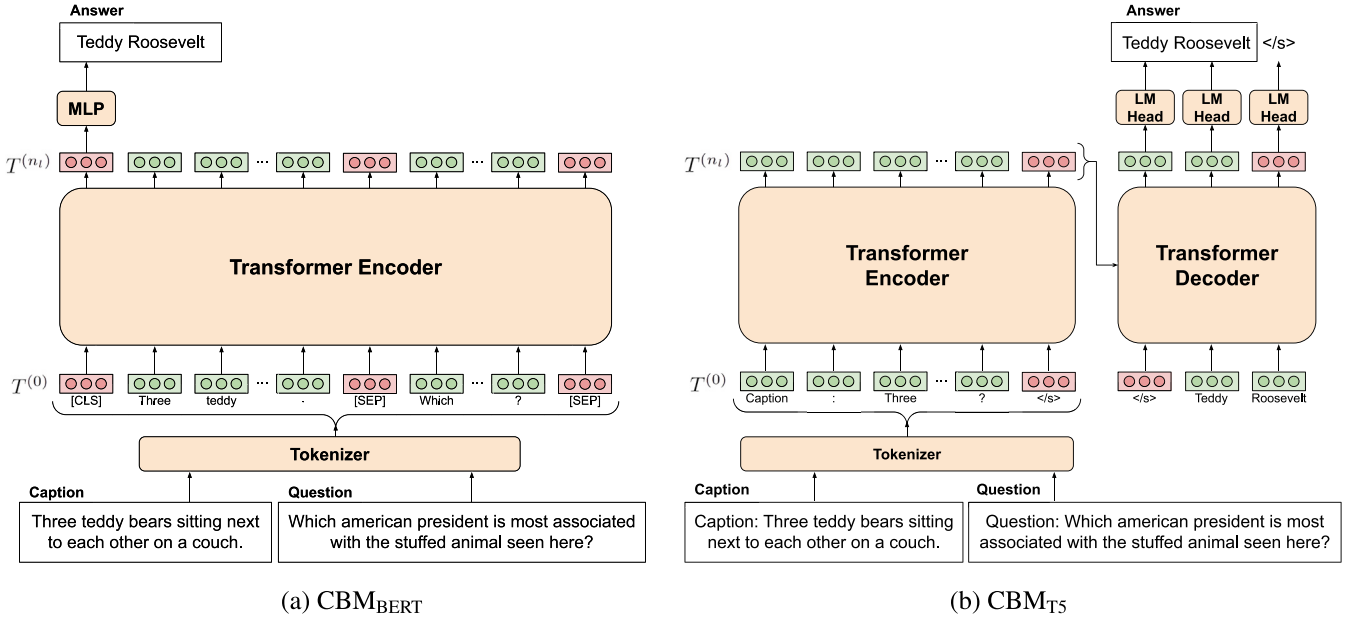 Answer
Teddy Roosevelt
MLP
T^(n_l)
...
...
Transformer Encoder
T^(0)
...
...
[CLS] Three teddy . [SEP] Which ? [SEP]
Tokenizer
Caption
Question
Three teddy bears sitting next
to each other on a couch.
Which american president is most associated
with the stuffed animal seen here?
(a) CBM_BERT
Answer
Teddy Roosevelt </s>
LM
Head
LM
Head
LM
Head
T^(n_l)
...
Transformer
Encoder
Transformer
Decoder
T^(0)
...
Caption : Three ? </s>
</s> Teddy Roosevelt
Tokenizer
Caption
Question
Caption: Three teddy bears sitting
next to each other on a couch.
Question: Which american president is most
associated with the stuffed animal seen here?
(b) CBM_T5